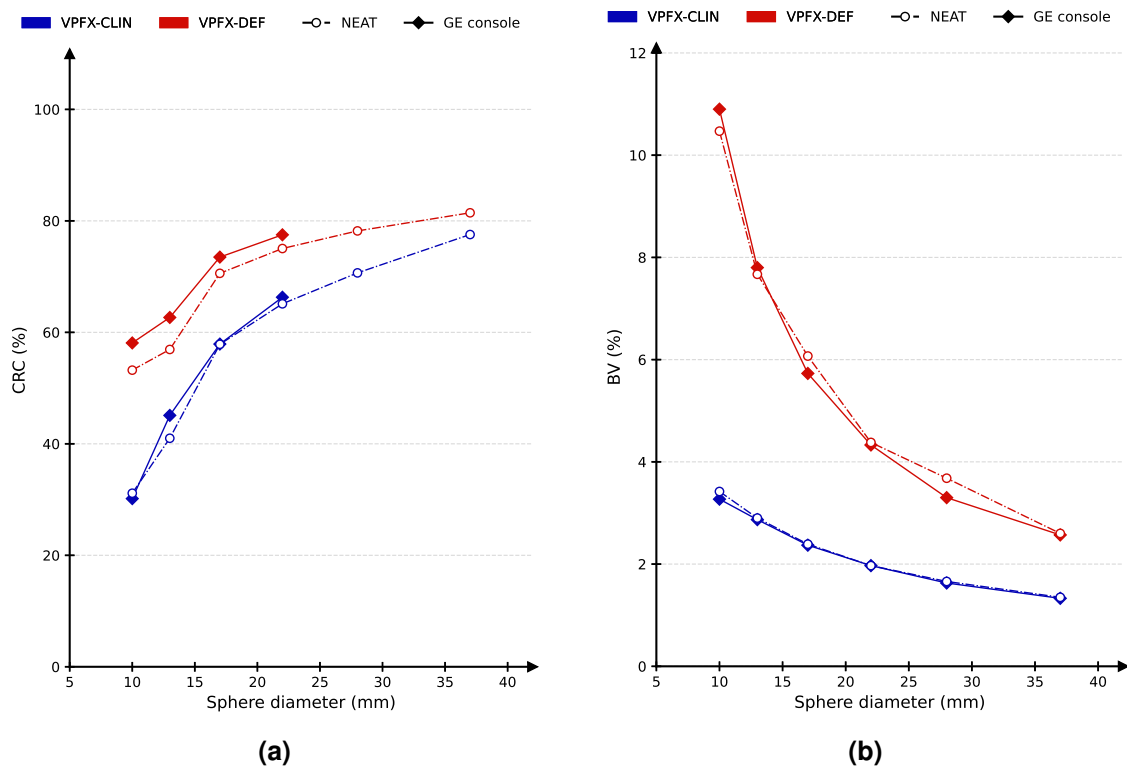 VPFX-CLIN VPFX-DEF NEAT GE console
100
80
60
40
20
0
CRC (%)
5 10 15 20 25 30 35 40
Sphere diameter (mm)
(a)
VPFX-CLIN VPFX-DEF NEAT GE console
12
10
8
6
4
2
0
BV (%)
5 10 15 20 25 30 35 40
Sphere diameter (mm)
(b)